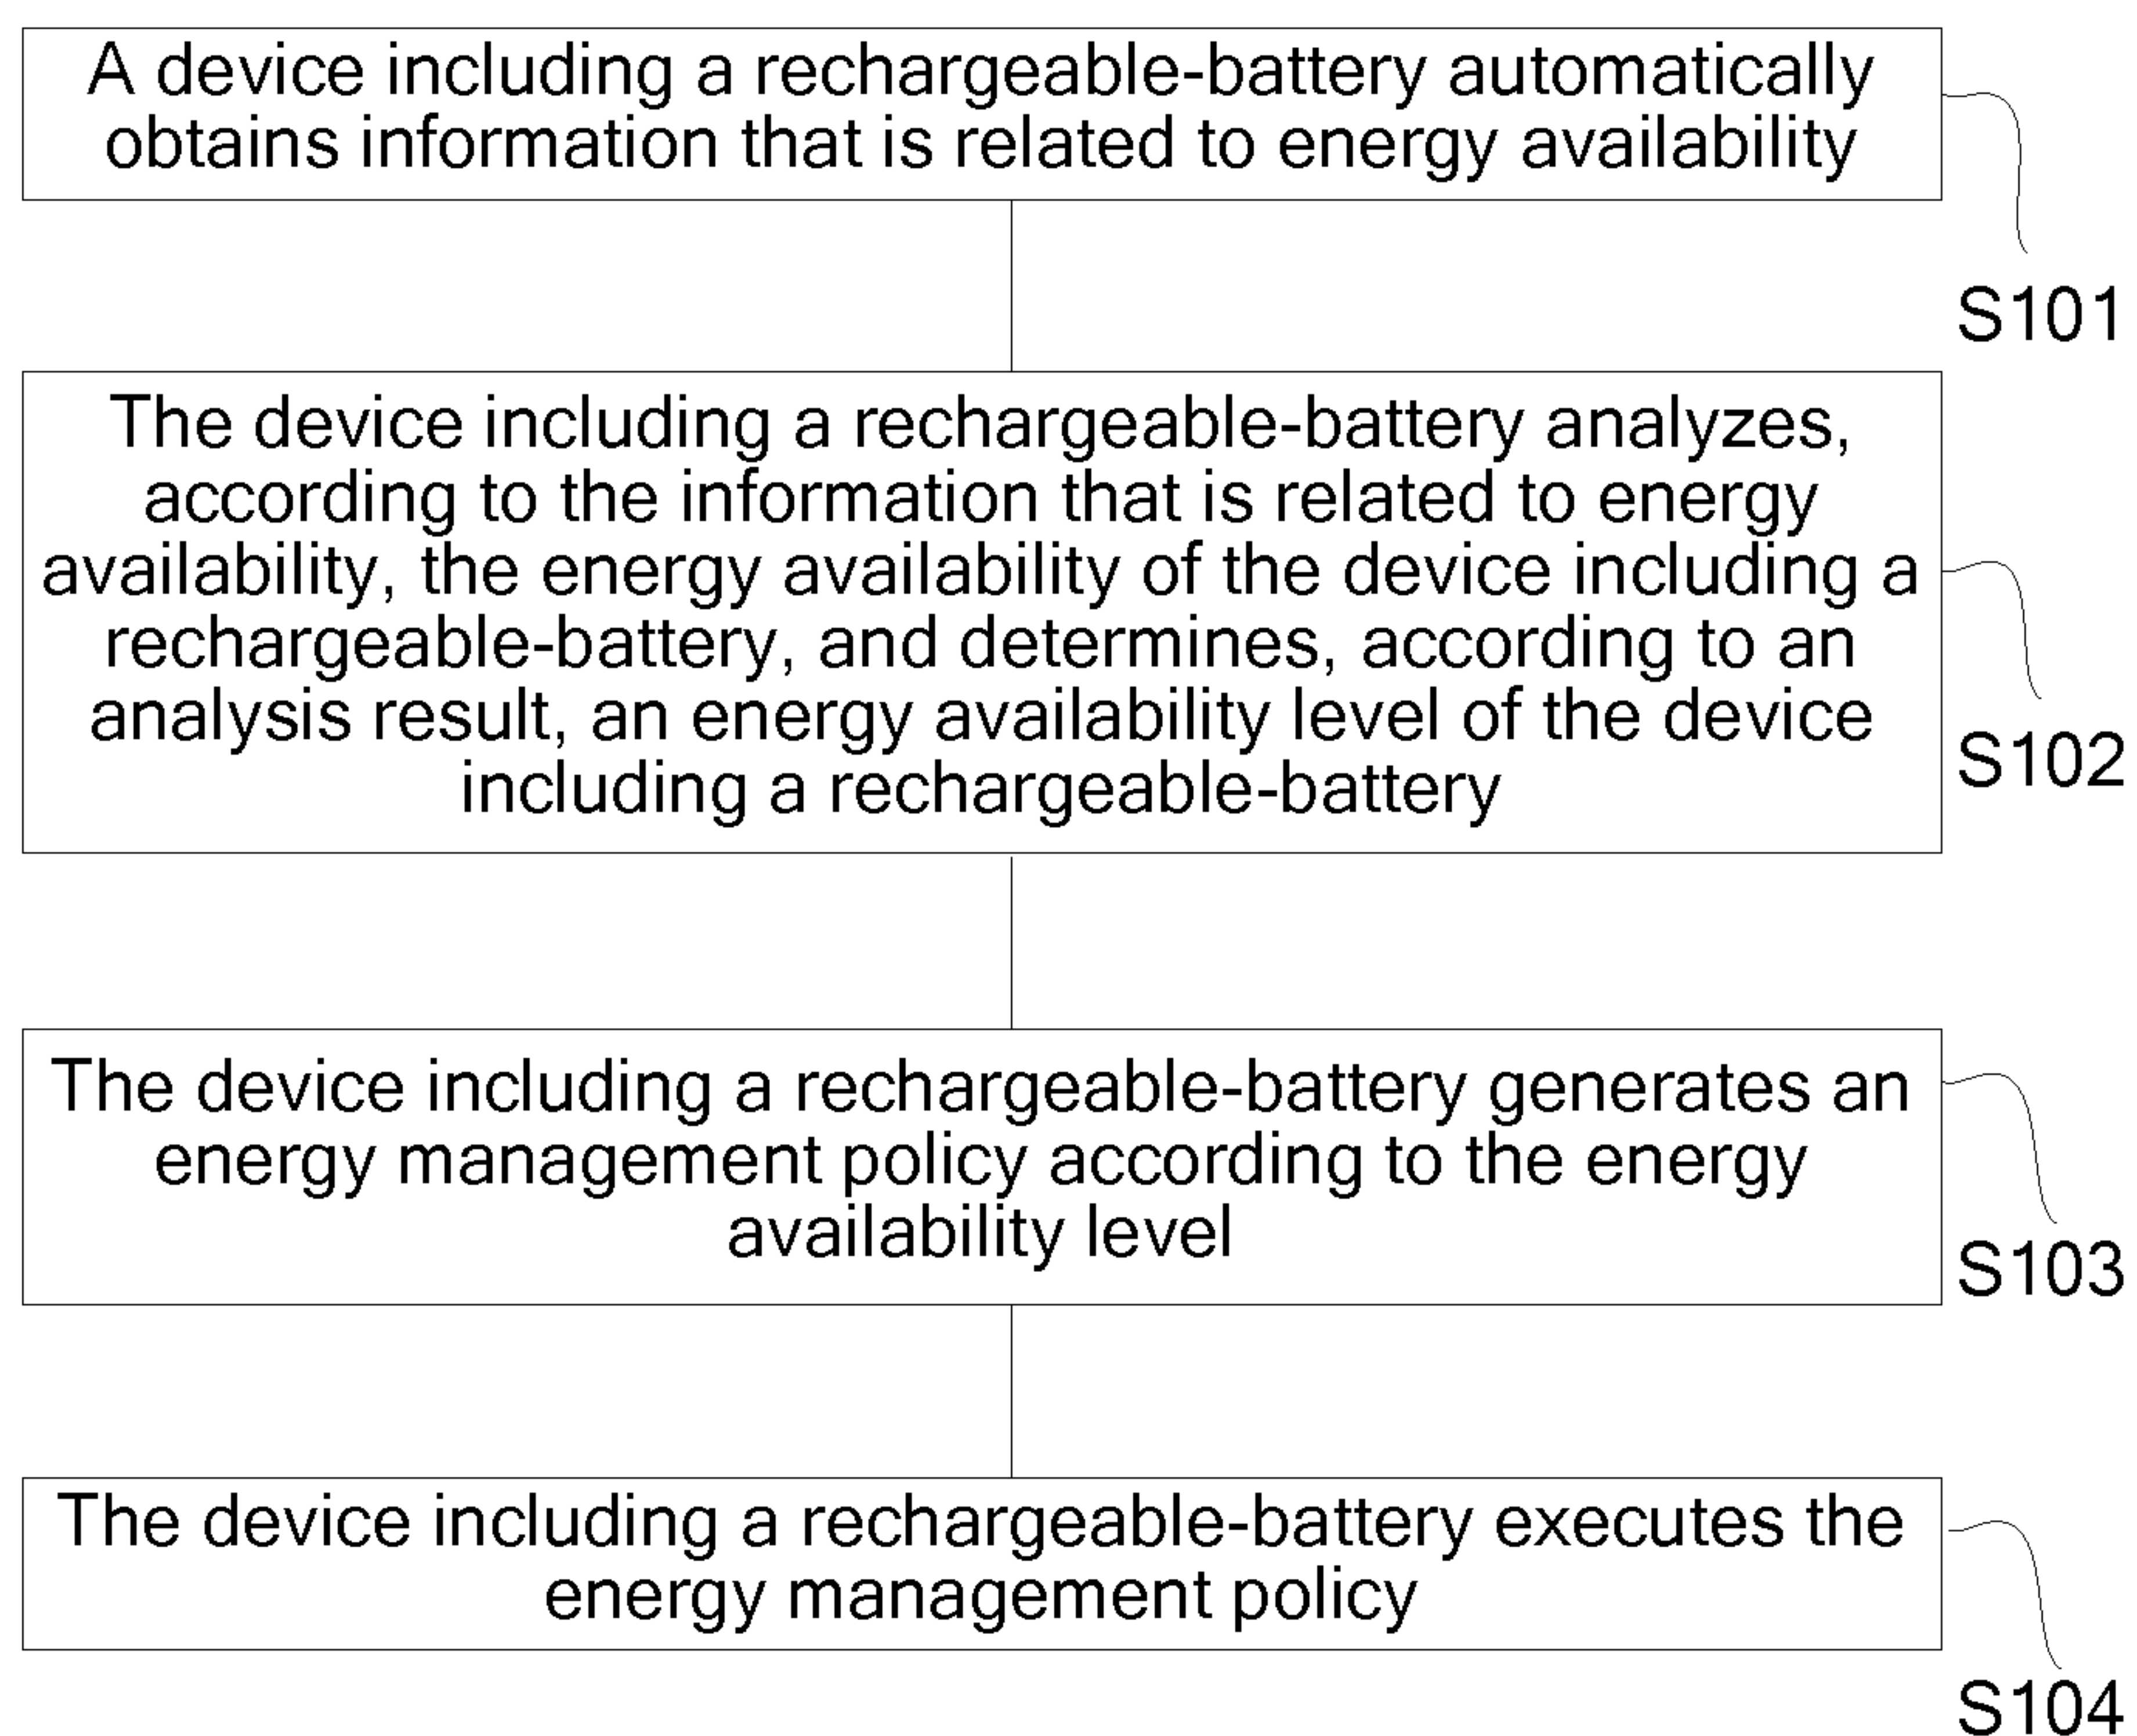 A device including a rechargeable-battery automatically
obtains information that is related to energy availability
S101
The device including a rechargeable-battery analyzes,
according to the information that is related to energy
availability, the energy availability of the device including a
rechargeable-battery, and determines, according to an
analysis result, an energy availability level of the device
including a rechargeable-battery
S102
The device including a rechargeable-battery generates an
energy management policy according to the energy
availability level
S103
The device including a rechargeable-battery executes the
energy management policy
S104